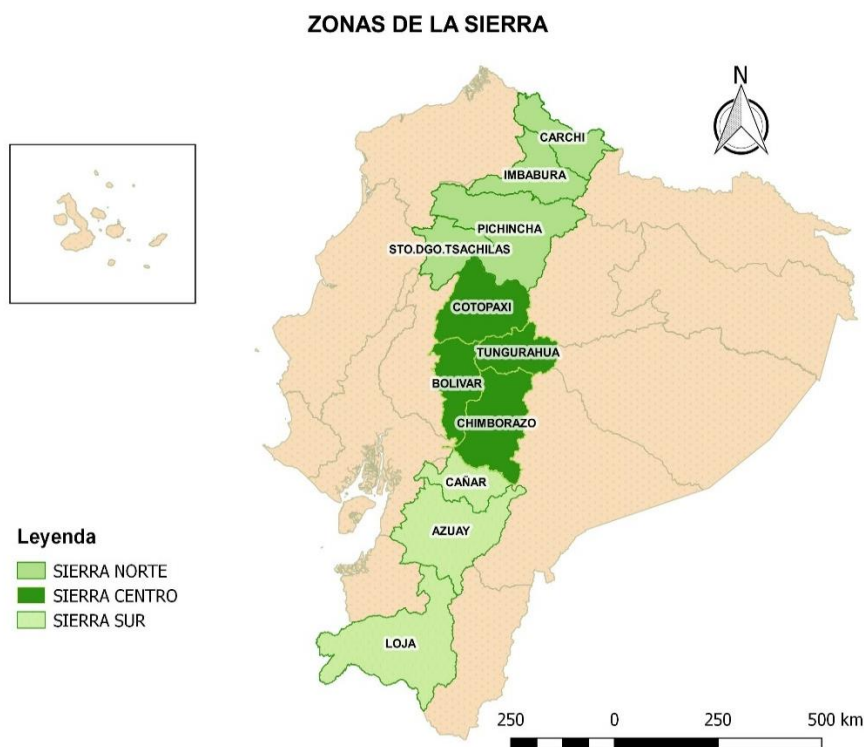 ZONAS DE LA SIERRA
N
CARCHI
IMBABURA
PICHINCHA
STO.DGO.TSACHILAS
COTOPAXI
TUNGURAHUA
BOLIVAR
CHIMBORAZO
CAÑAR
AZUAY
LOJA
Leyenda
SIERRA NORTE
SIERRA CENTRO
SIERRA SUR
250 0 250 500 km